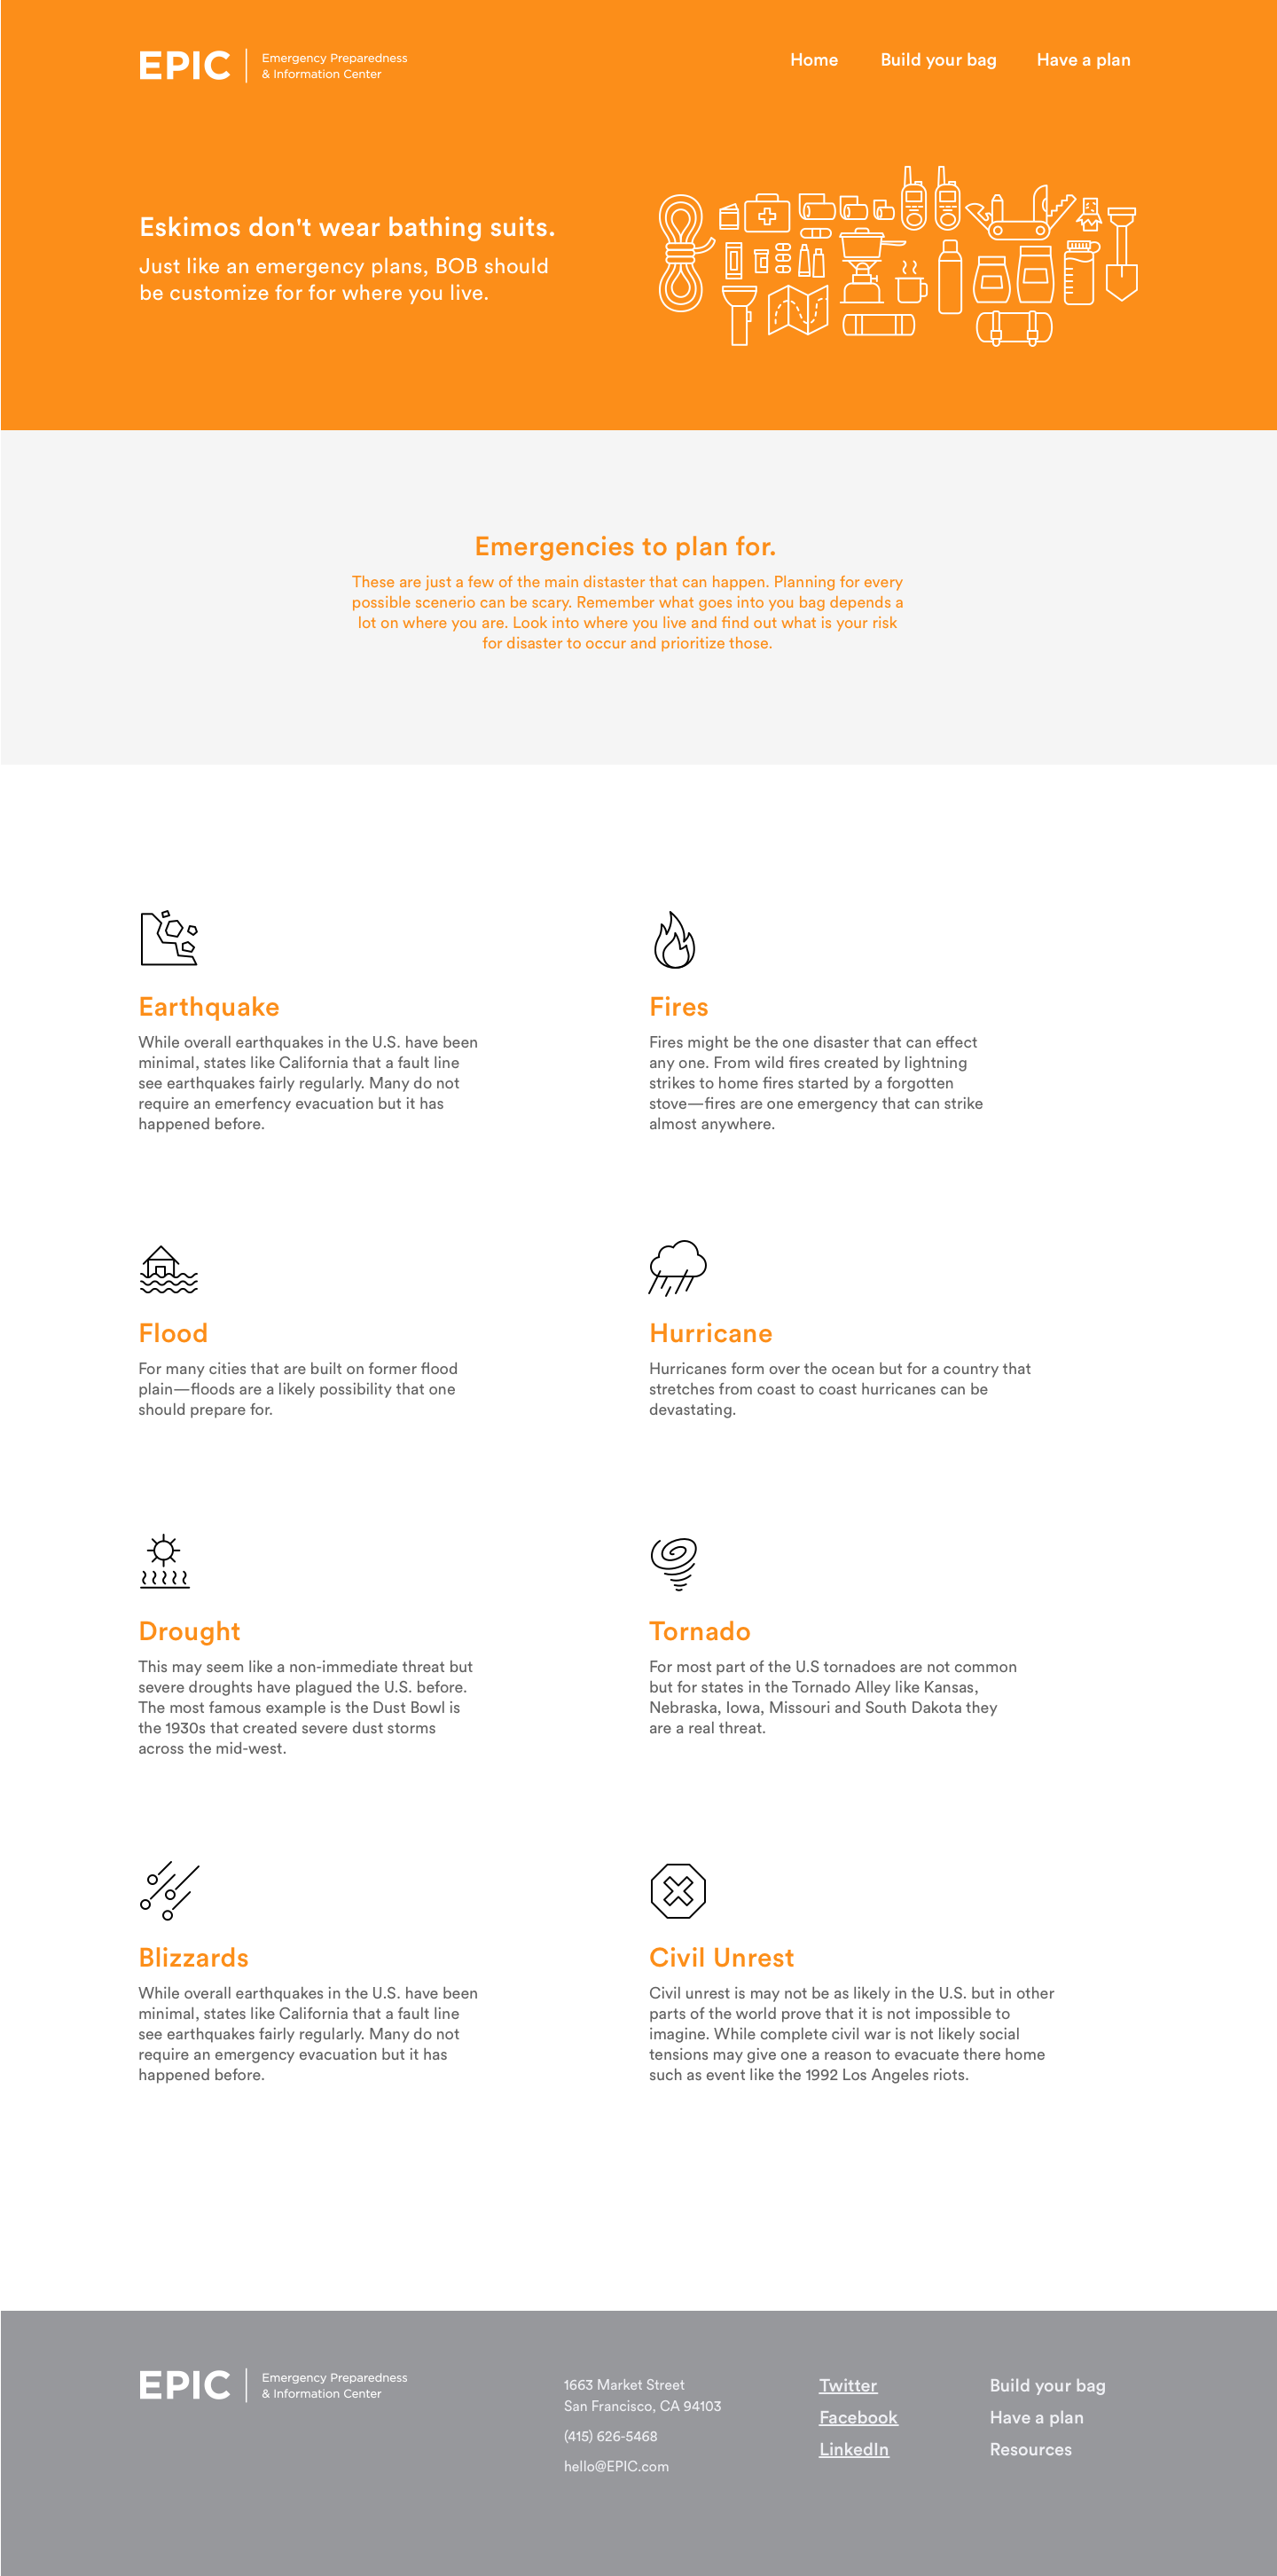 EPIC
Emergency Preparedness
& Information Center
Home
Build your bag
Have a plan
Eskimos don't wear bathing suits.
Just like an emergency plans, BOB should
be customize for for where you live.
Emergencies to plan for.
These are just a few of the main distaster that can happen. Planning for every
possible scenerio can be scary. Remember what goes into you bag depends a
lot on where you are. Look into where you live and find out what is your risk
for disaster to occur and prioritize those.
Earthquake
While overall earthquakes in the U.S. have been
minimal, states like California that a fault line
see earthquakes fairly regularly. Many do not
require an emerfency evacuation but it has
happened before.
Fires
Fires might be the one disaster that can effect
any one. From wild fires created by lightning
strikes to home fires started by a forgotten
stove—fires are one emergency that can strike
almost anywhere.
Flood
For many cities that are built on former flood
plain—floods are a likely possibility that one
should prepare for.
Hurricane
Hurricanes form over the ocean but for a country that
stretches from coast to coast hurricanes can be
devastating.
Drought
This may seem like a non-immediate threat but
severe droughts have plagued the U.S. before.
The most famous example is the Dust Bowl is
the 1930s that created severe dust storms
across the mid-west.
Tornado
For most part of the U.S tornadoes are not common
but for states in the Tornado Alley like Kansas,
Nebraska, Iowa, Missouri and South Dakota they
are a real threat.
Blizzards
While overall earthquakes in the U.S. have been
minimal, states like California that a fault line
see earthquakes fairly regularly. Many do not
require an emergency evacuation but it has
happened before.
Civil Unrest
Civil unrest is may not be as likely in the U.S. but in other
parts of the world prove that it is not impossible to
imagine. While complete civil war is not likely social
tensions may give one a reason to evacuate there home
such as event like the 1992 Los Angeles riots.
EPIC
Emergency Preparedness
& Information Center
1663 Market Street
San Francisco, CA 94103
(415) 626-5468
hello@EPIC.com
Twitter
Facebook
LinkedIn
Build your bag
Have a plan
Resources